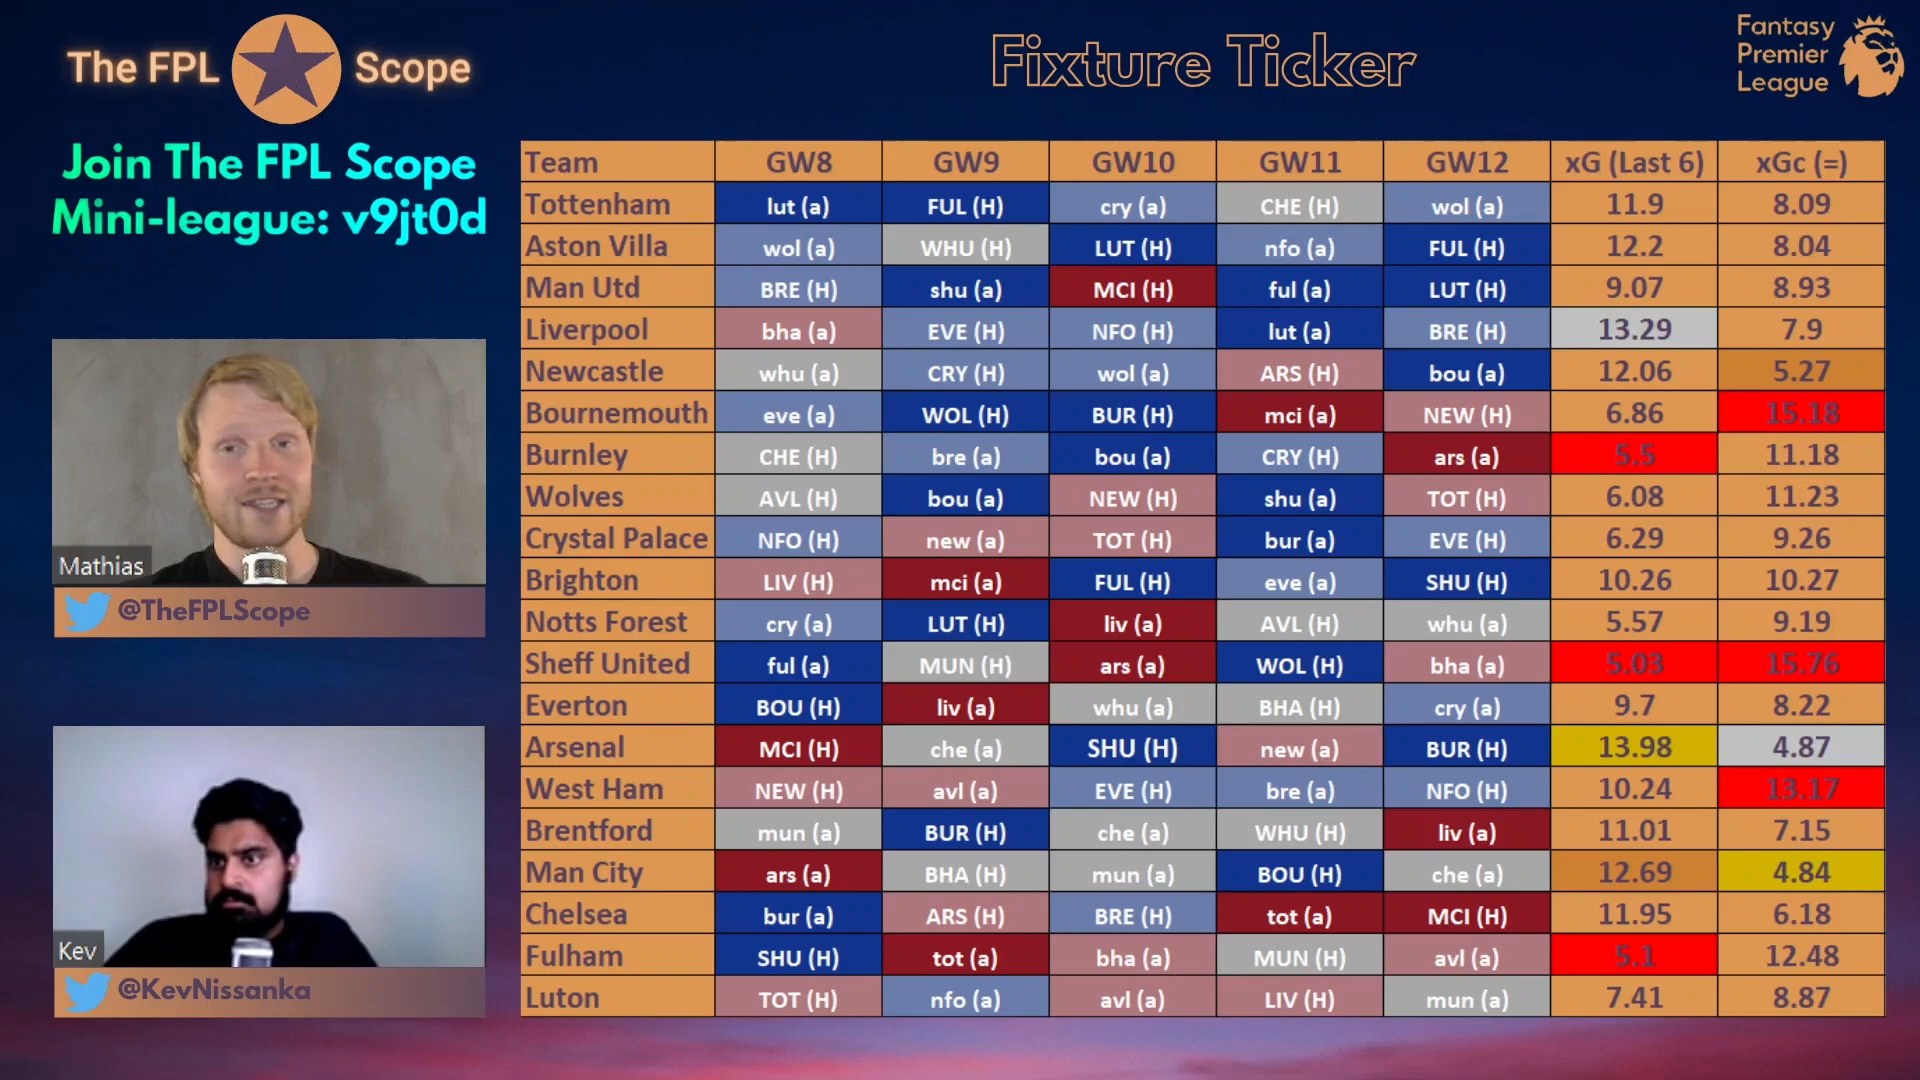 The FPL Scope
Fixture Ticker
Fantasy
Premier
League
Join The FPL Scope
Mini-league: v9jt0d
Mathias
@TheFPLScope
Kev
@KevNissanka
Team GW8 GW9 GW10 GW11 GW12 xG (Last 6) xGc (=)
Tottenham lut (a) FUL (H) cry (a) CHE (H) wol (a) 11.9 8.09
Aston Villa wol (a) WHU (H) LUT (H) nfo (a) FUL (H) 12.2 8.04
Man Utd BRE (H) shu (a) MCI (H) ful (a) LUT (H) 9.07 8.93
Liverpool bha (a) EVE (H) NFO (H) lut (a) BRE (H) 13.29 7.9
Newcastle whu (a) CRY (H) wol (a) ARS (H) bou (a) 12.06 5.27
Bournemouth eve (a) WOL (H) BUR (H) mci (a) NEW (H) 6.86 15.18
Burnley CHE (H) bre (a) bou (a) CRY (H) ars (a) 5.5 11.18
Wolves AVL (H) bou (a) NEW (H) shu (a) TOT (H) 6.08 11.23
Crystal Palace NFO (H) new (a) TOT (H) bur (a) EVE (H) 6.29 9.26
Brighton LIV (H) mci (a) FUL (H) eve (a) SHU (H) 10.26 10.27
Notts Forest cry (a) LUT (H) liv (a) AVL (H) whu (a) 5.57 9.19
Sheff United ful (a) MUN (H) ars (a) WOL (H) bha (a) 5.03 15.76
Everton BOU (H) liv (a) whu (a) BHA (H) cry (a) 9.7 8.22
Arsenal MCI (H) che (a) SHU (H) new (a) BUR (H) 13.98 4.87
West Ham NEW (H) avl (a) EVE (H) bre (a) NFO (H) 10.24 13.17
Brentford mun (a) BUR (H) che (a) WHU (H) liv (a) 11.01 7.15
Man City ars (a) BHA (H) mun (a) BOU (H) che (a) 12.69 4.84
Chelsea bur (a) ARS (H) BRE (H) tot (a) MCI (H) 11.95 6.18
Fulham SHU (H) tot (a) bha (a) MUN (H) avl (a) 5.1 12.48
Luton TOT (H) nfo (a) avl (a) LIV (H) mun (a) 7.41 8.87